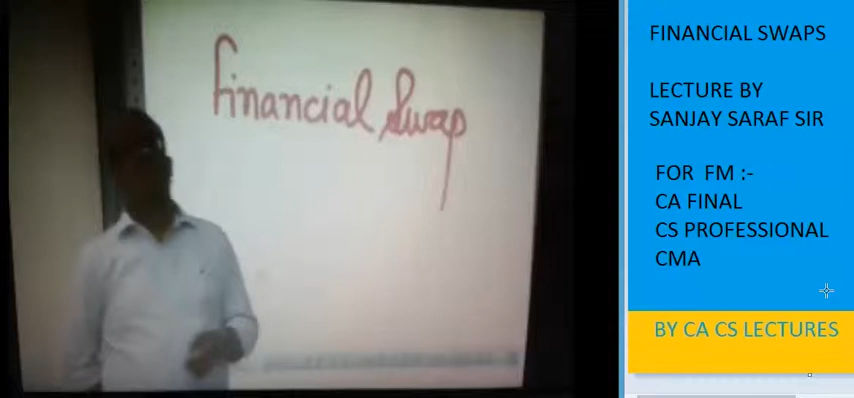 Financial Swap
FINANCIAL SWAPS
LECTURE BY
SANJAY SARAF SIR
FOR FM :-
CA FINAL
CS PROFESSIONAL
CMA
BY CA CS LECTURES